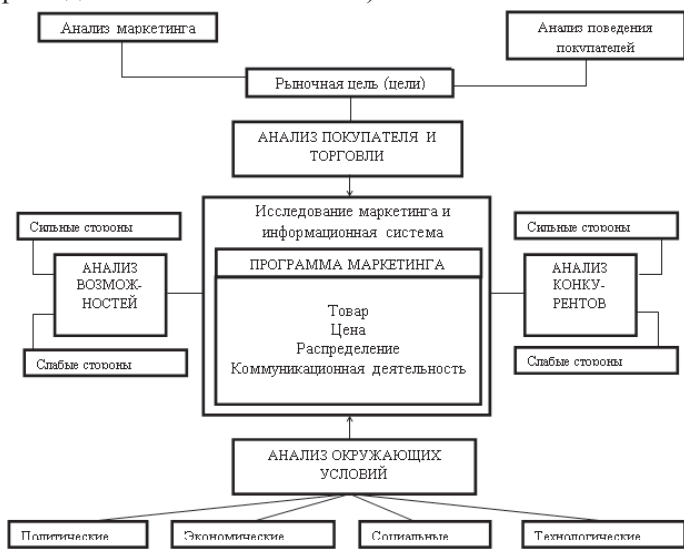 Анализ маркетинга
Анализ поведения
покупателей
Рыночная цель (цели)
АНАЛИЗ ПОКУПАТЕЛЯ И
ТОРГОВЛИ
Исследование маркетинга и
информационная система
Сильные стороны
Сильные стороны
ПРОГРАММА МАРКЕТИНГА
АНАЛИЗ
ВОЗМОЖ-
НОСТЕЙ
АНАЛИЗ
КОНКУ-
РЕНТОВ
Товар
Цена
Распределение
Коммуникационная деятельность
Слабые стороны
Слабые стороны
АНАЛИЗ ОКРУЖАЮЩИХ
УСЛОВИЙ
Политические
Экономические
Социальные
Технологические